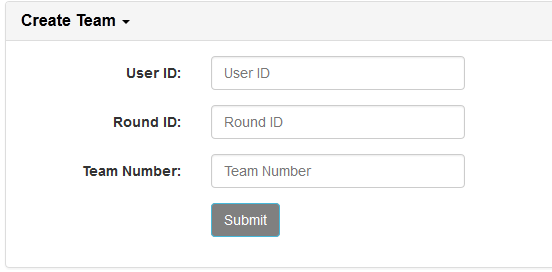 Create Team
User ID: User ID
Round ID: Round ID
Team Number: Team Number
Submit